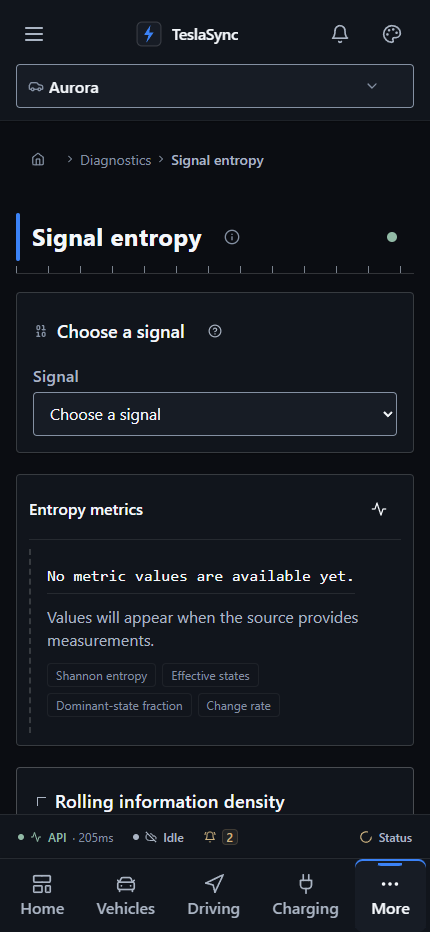 TeslaSync
Aurora
Diagnostics Signal entropy
Signal entropy
Choose a signal
Signal
Choose a signal
Entropy metrics
No metric values are available yet.
Values will appear when the source provides
measurements.
Shannon entropy Effective states
Dominant-state fraction Change rate
Rolling information density
API · 205ms Idle 2 Status
Home Vehicles Driving Charging More